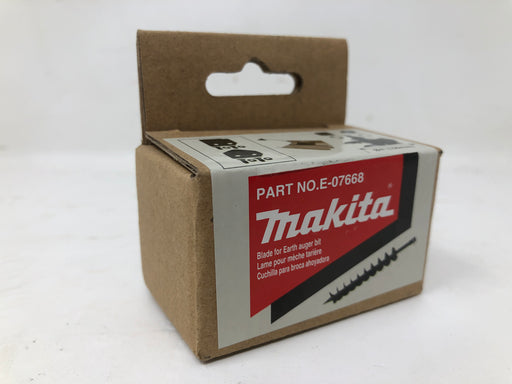 PART NO.E-07668
makita
Blade for Earth auger bit
Lame pour mèche tarière
Cuchilla para broca ahoyadora